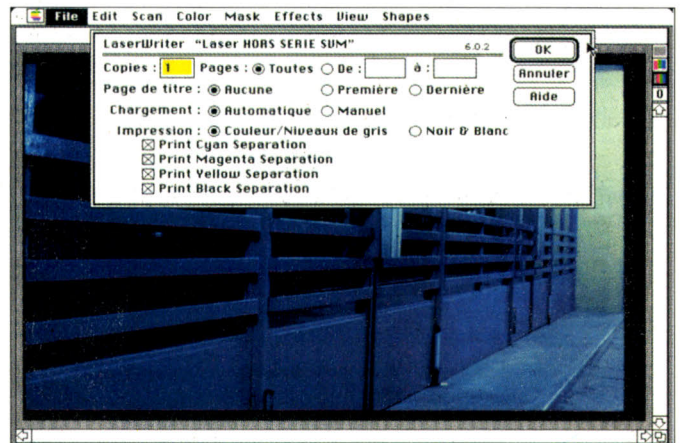 File Edit Scan Color Mask Effects View Shapes
LaserWriter "Laser HORS SERIE SVM" 6.0.2 OK
Copies : 1 Pages : Toutes De : à : Annuler
Page de titre : Aucune Première Dernière Aide
Chargement : Automatique Manuel
Impression : Couleur/Niveaux de gris Noir & Blanc
Print Cyan Separation
Print Magenta Separation
Print Yellow Separation
Print Black Separation
0